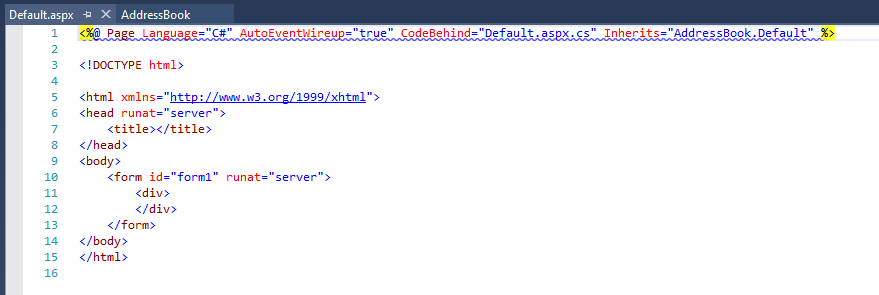 Default.aspx AddressBook
1 <%@ Page Language="C#" AutoEventWireup="true" CodeBehind="Default.aspx.cs" Inherits="AddressBook.Default" %>
2
3 <!DOCTYPE html>
4
5 <html xmlns="http://www.w3.org/1999/xhtml">
6 <head runat="server">
7     <title></title>
8 </head>
9 <body>
10     <form id="form1" runat="server">
11         <div>
12         </div>
13     </form>
14 </body>
15 </html>
16